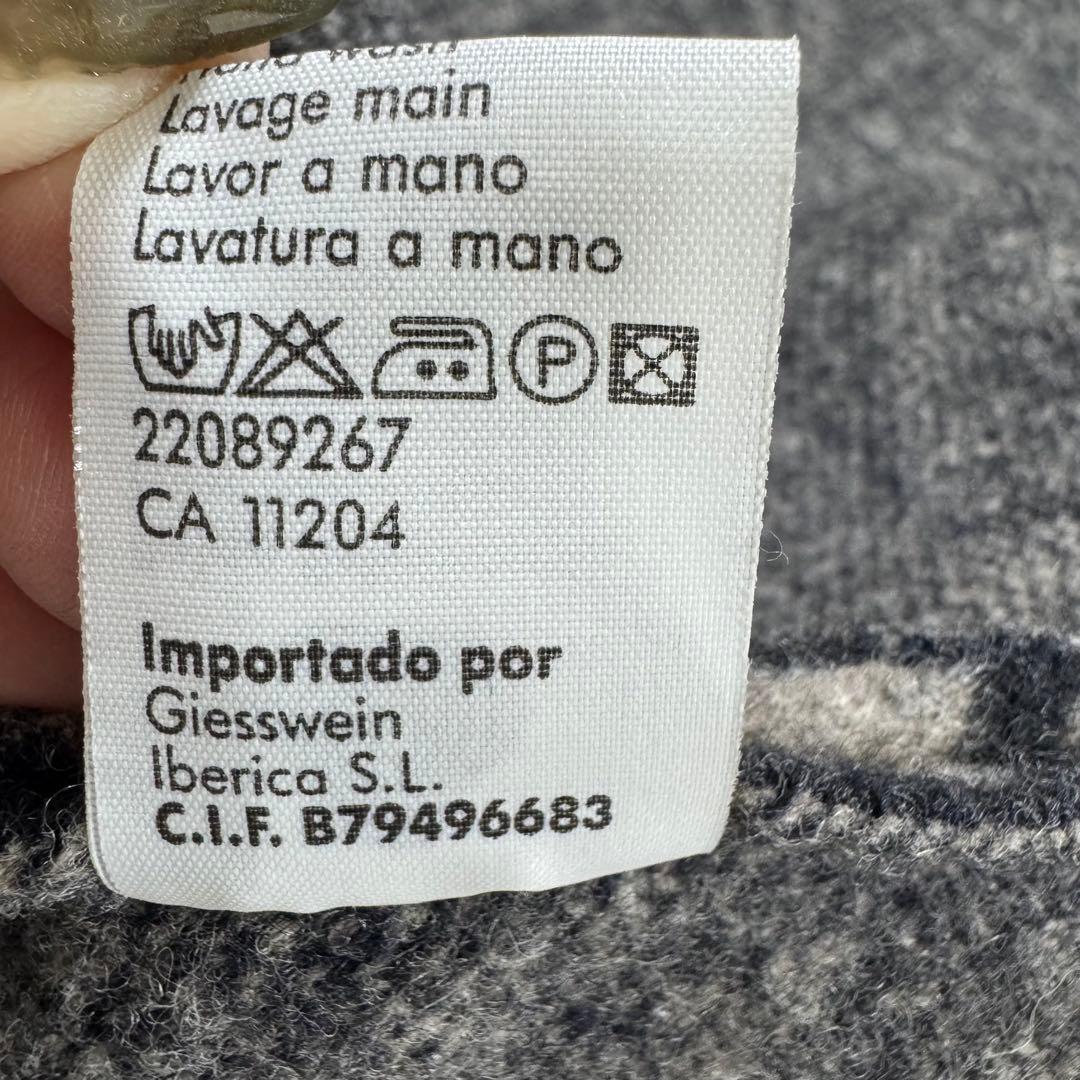 Lavage main
Lavor a mano
Lavatura a mano
P
22089267
CA 11204
Importado por
Giesswein
Iberica S.L.
C.I.F. B79496683